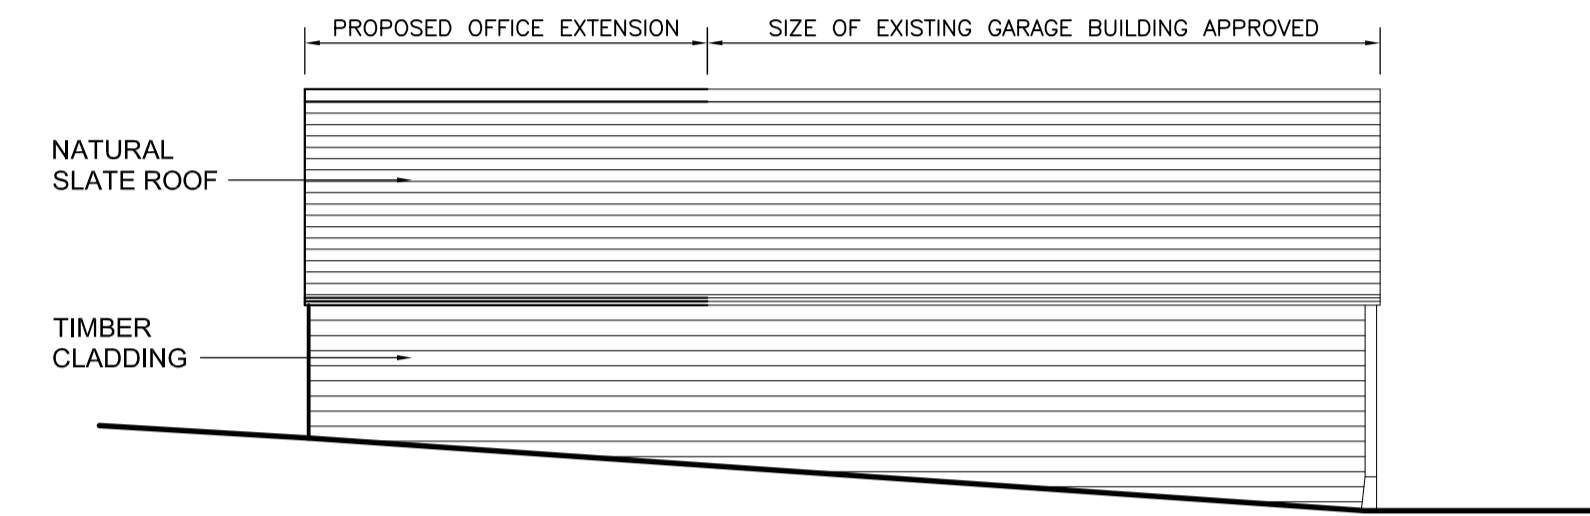 PROPOSED OFFICE EXTENSION
SIZE OF EXISTING GARAGE BUILDING APPROVED
NATURAL
SLATE ROOF
TIMBER
CLADDING